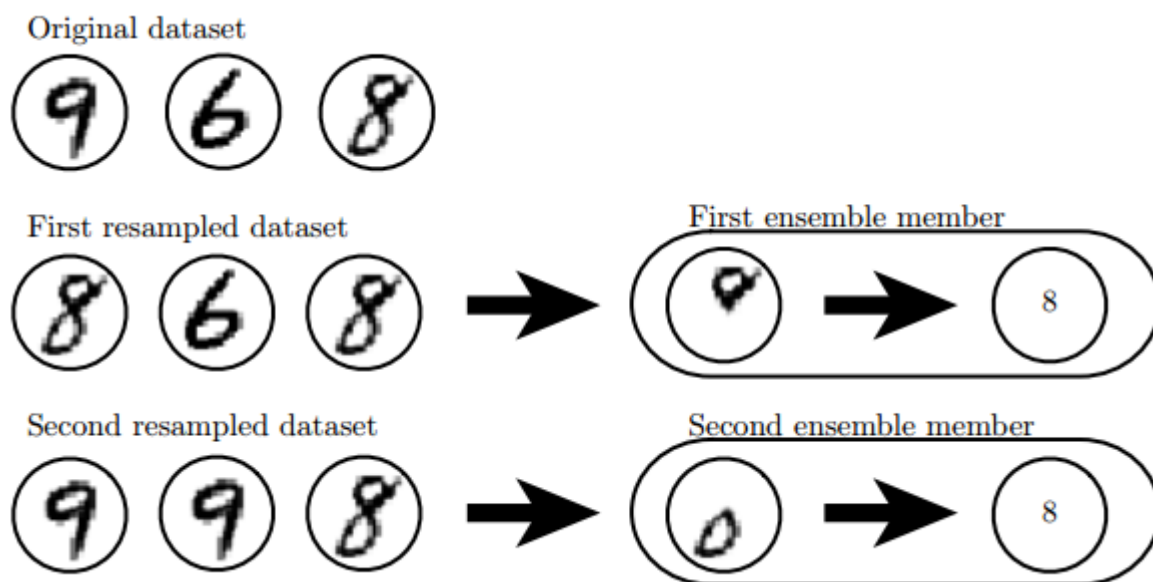 Original dataset
9 6 8
First resampled dataset
First ensemble member
8 6 8
8
Second resampled dataset
Second ensemble member
9 9 8
8